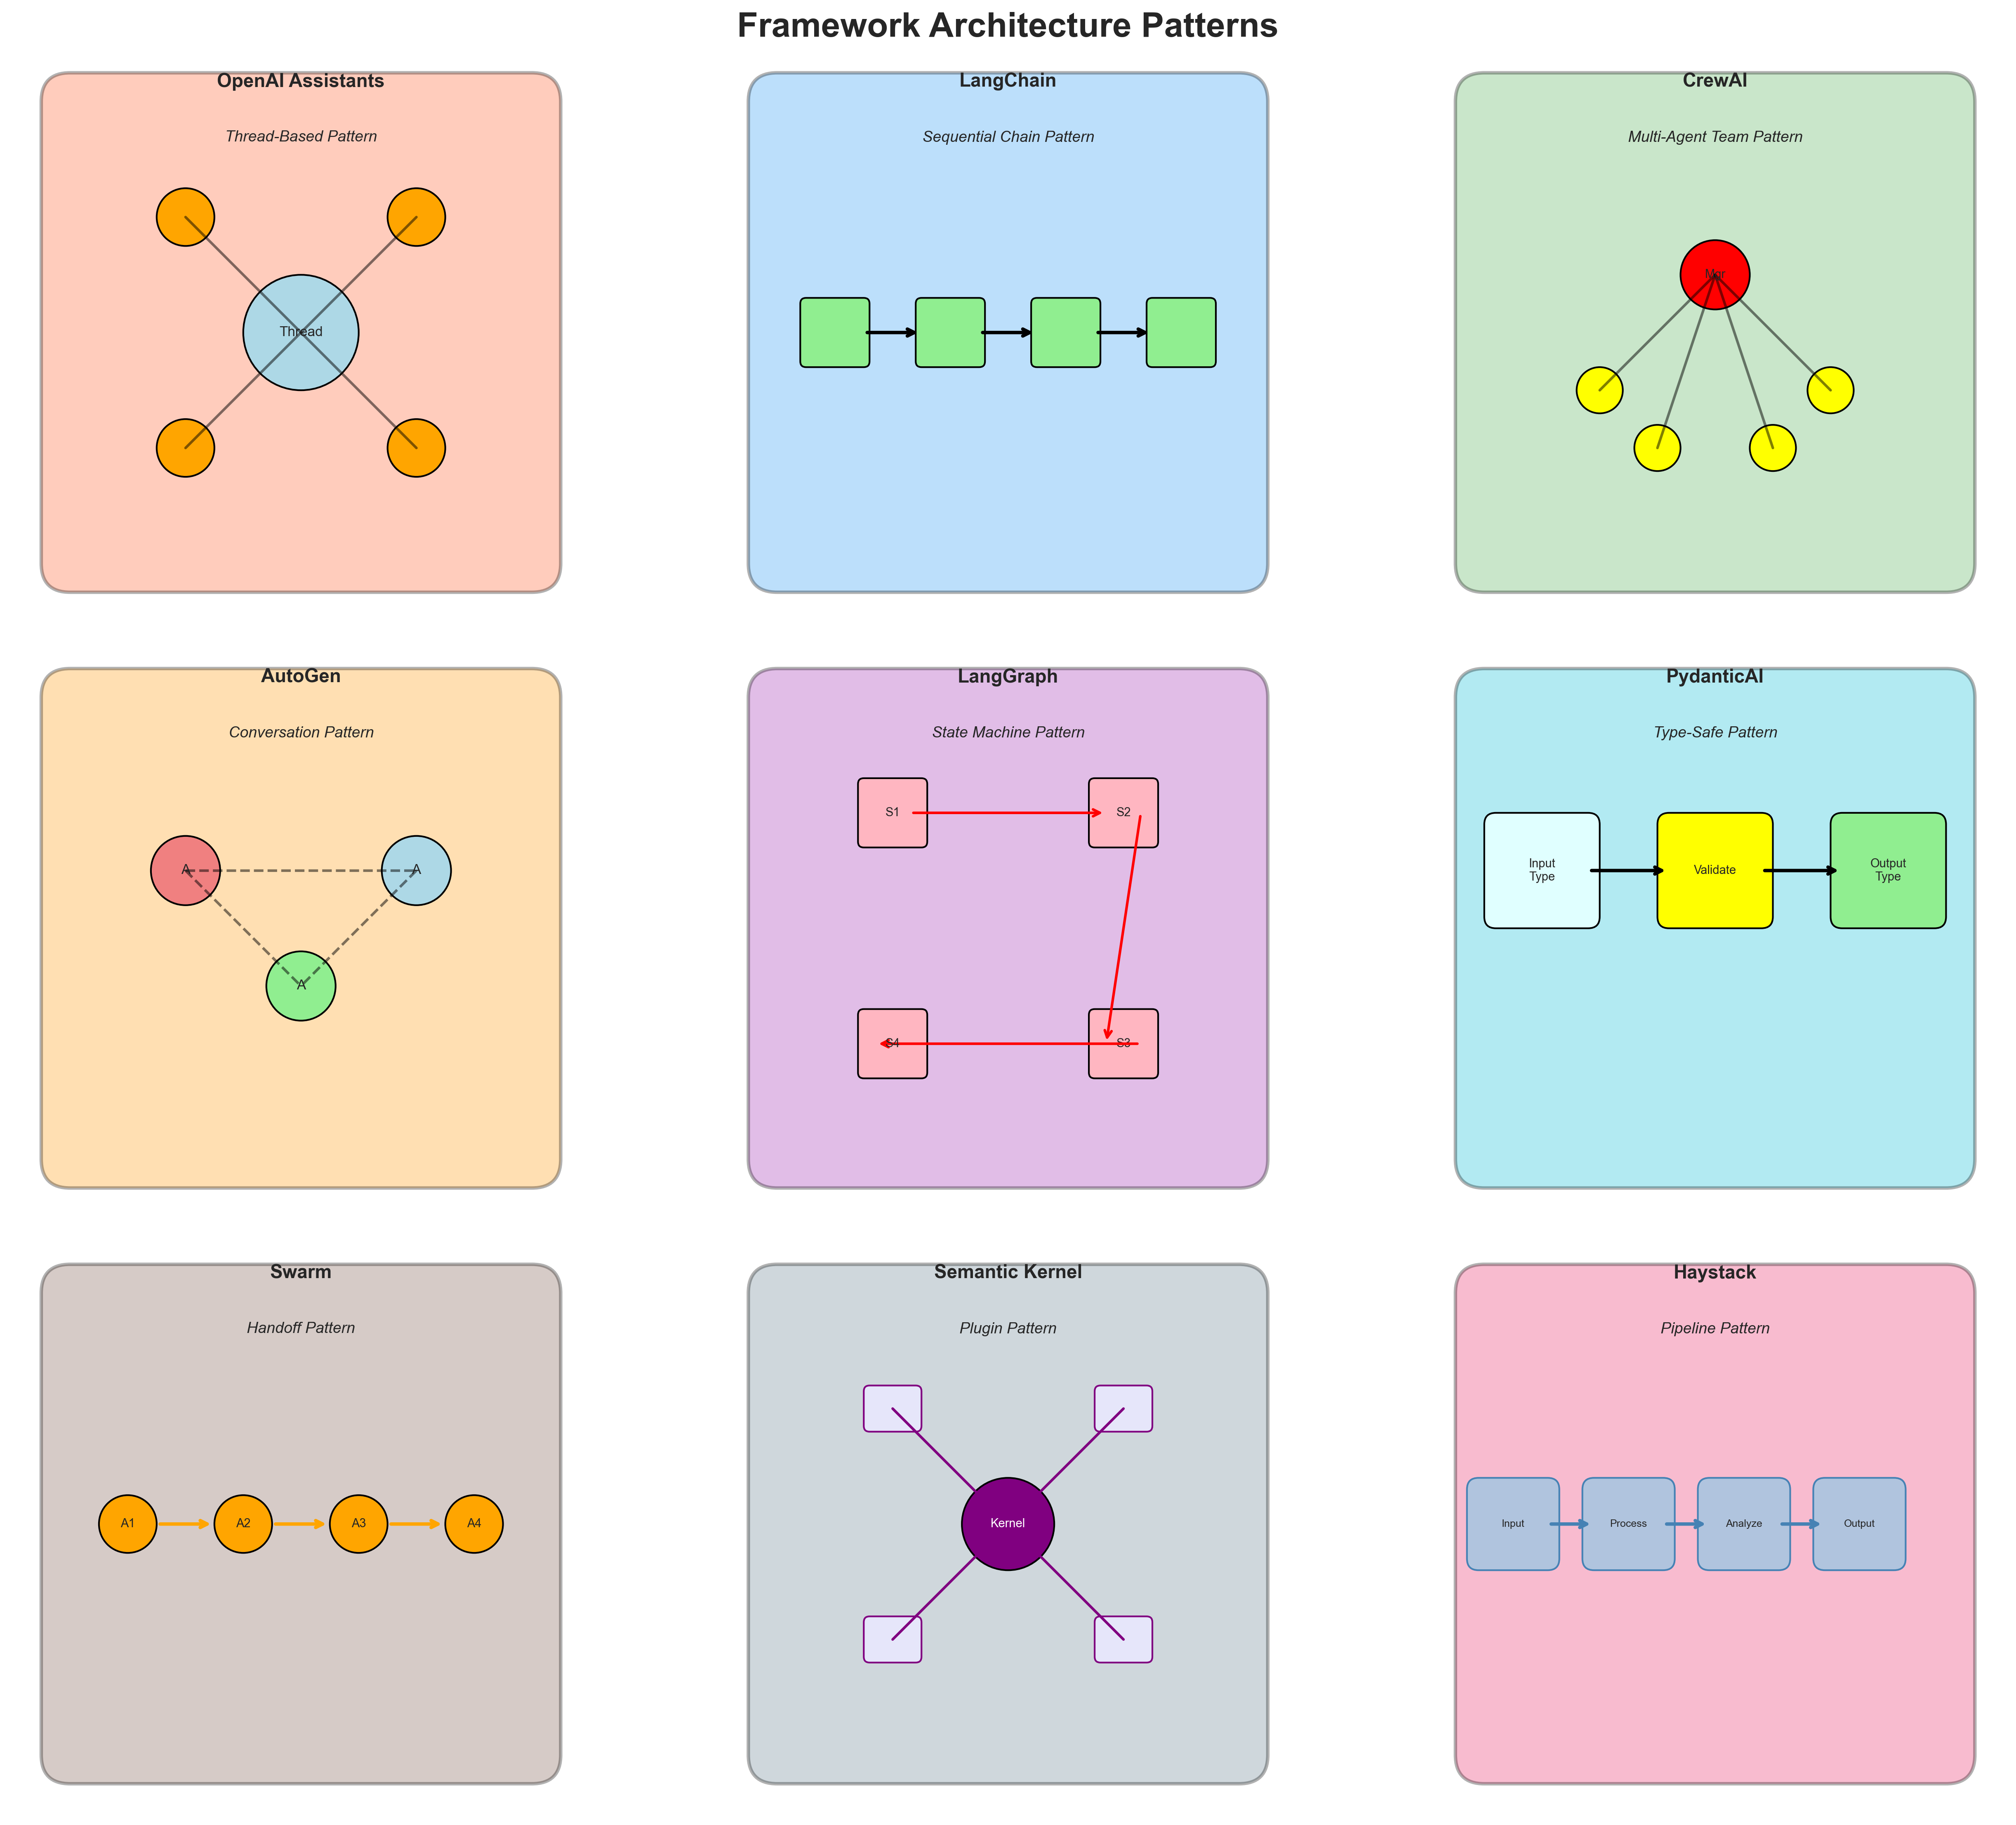 Framework Architecture Patterns
OpenAI Assistants
Thread-Based Pattern
Thread
LangChain
Sequential Chain Pattern
CrewAI
Multi-Agent Team Pattern
Mgr
AutoGen
Conversation Pattern
A
A
A
LangGraph
State Machine Pattern
S1
S2
S4
S3
PydanticAI
Type-Safe Pattern
Input
Type
Validate
Output
Type
Swarm
Handoff Pattern
A1
A2
A3
A4
Semantic Kernel
Plugin Pattern
Kernel
Haystack
Pipeline Pattern
Input
Process
Analyze
Output